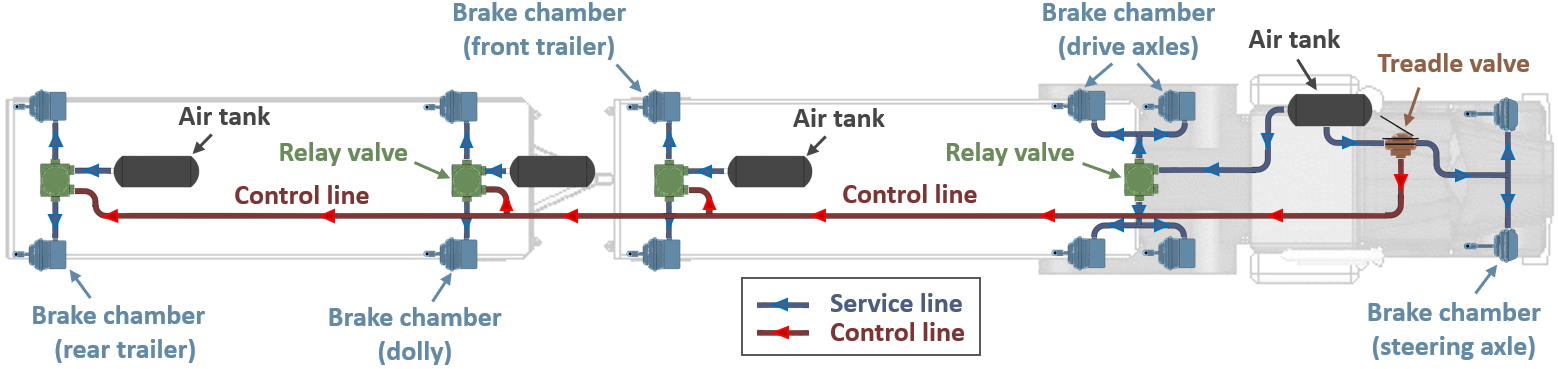 Brake chamber
(front trailer)
Brake chamber
(drive axles)
Air tank
Treadle valve
Air tank
Air tank
Relay valve
Relay valve
Control line
Control line
Brake chamber
(rear trailer)
Brake chamber
(dolly)
Service line
Control line
Brake chamber
(steering axle)